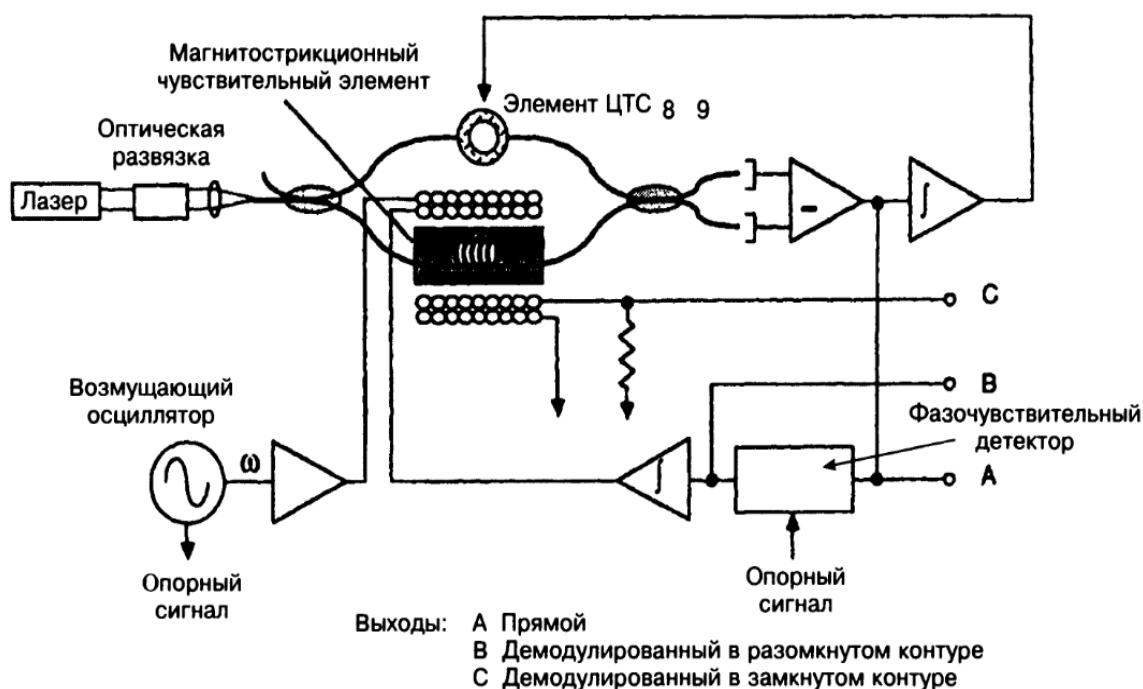 Магнитострикционный
чувствительный элемент
Элемент ЦТС 8 9
Оптическая
развязка
Лазер
–
∫
C
Возмущающий
осциллятор
B
Фазочувствительный
детектор
ω
∫
A
Опорный
сигнал
Опорный
сигнал
Выходы: A Прямой
B Демодулированный в разомкнутом контуре
C Демодулированный в замкнутом контуре